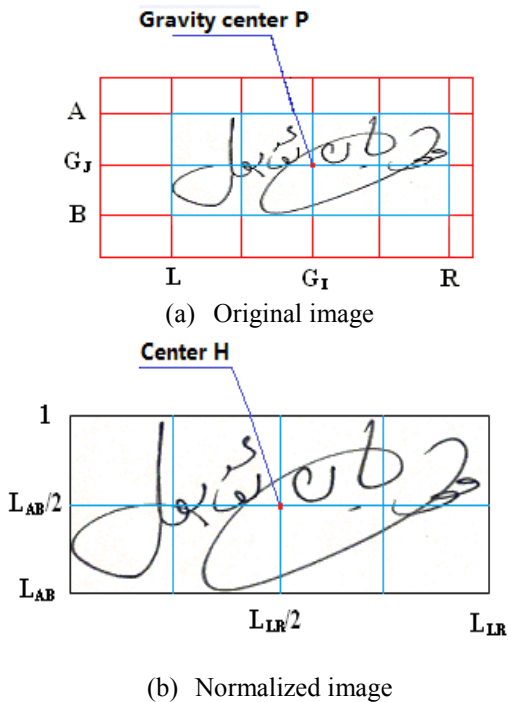 Gravity center P
A
G_J
B
L G_I R
(a) Original image
Center H
1
L_AB/2
L_AB
L_LR/2 L_LR
(b) Normalized image